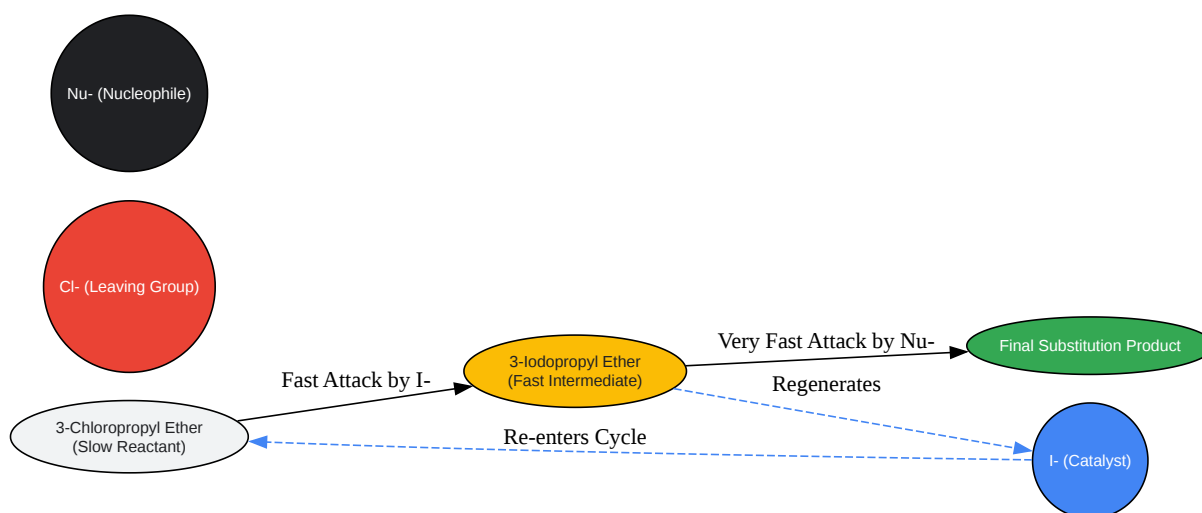 Nu- (Nucleophile)
Cl- (Leaving Group)
3-Chloropropyl Ether
(Slow Reactant)
Fast Attack by I-
3-Iodopropyl Ether
(Fast Intermediate)
Very Fast Attack by Nu-
Final Substitution Product
Regenerates
Re-enters Cycle
I- (Catalyst)